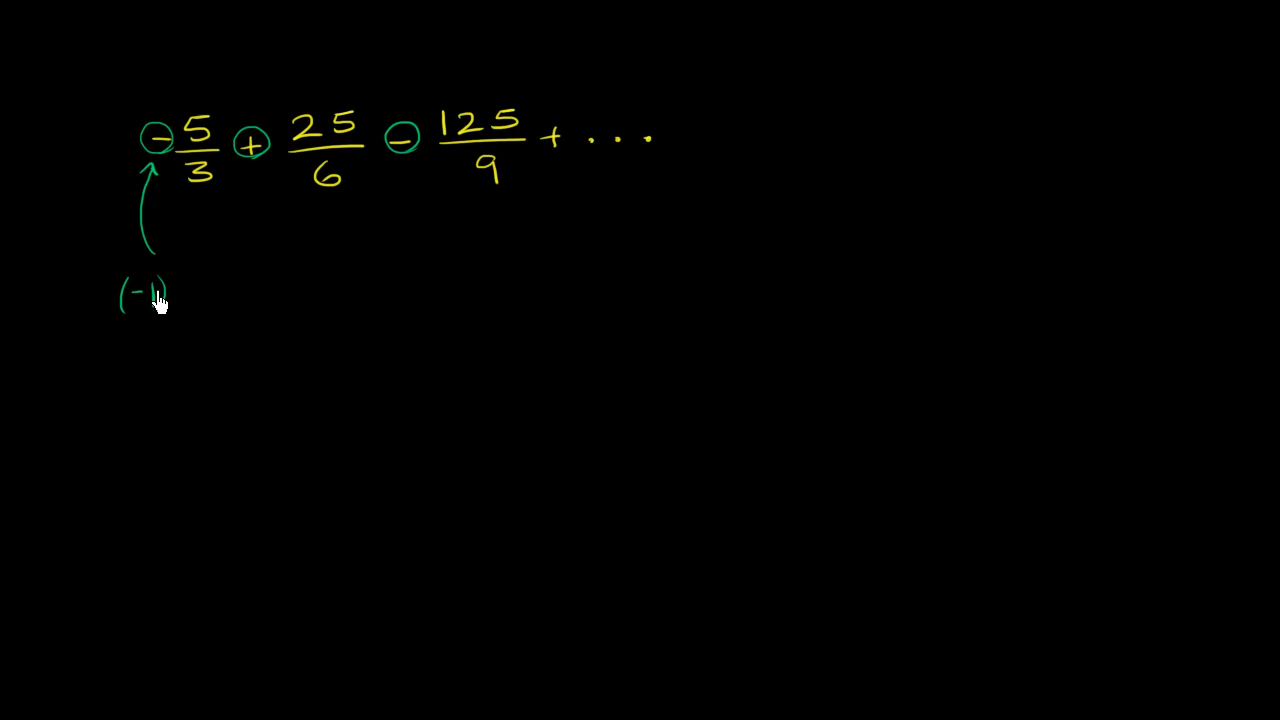 - 5/3 + 25/6 - 125/9 + ...
(-1)